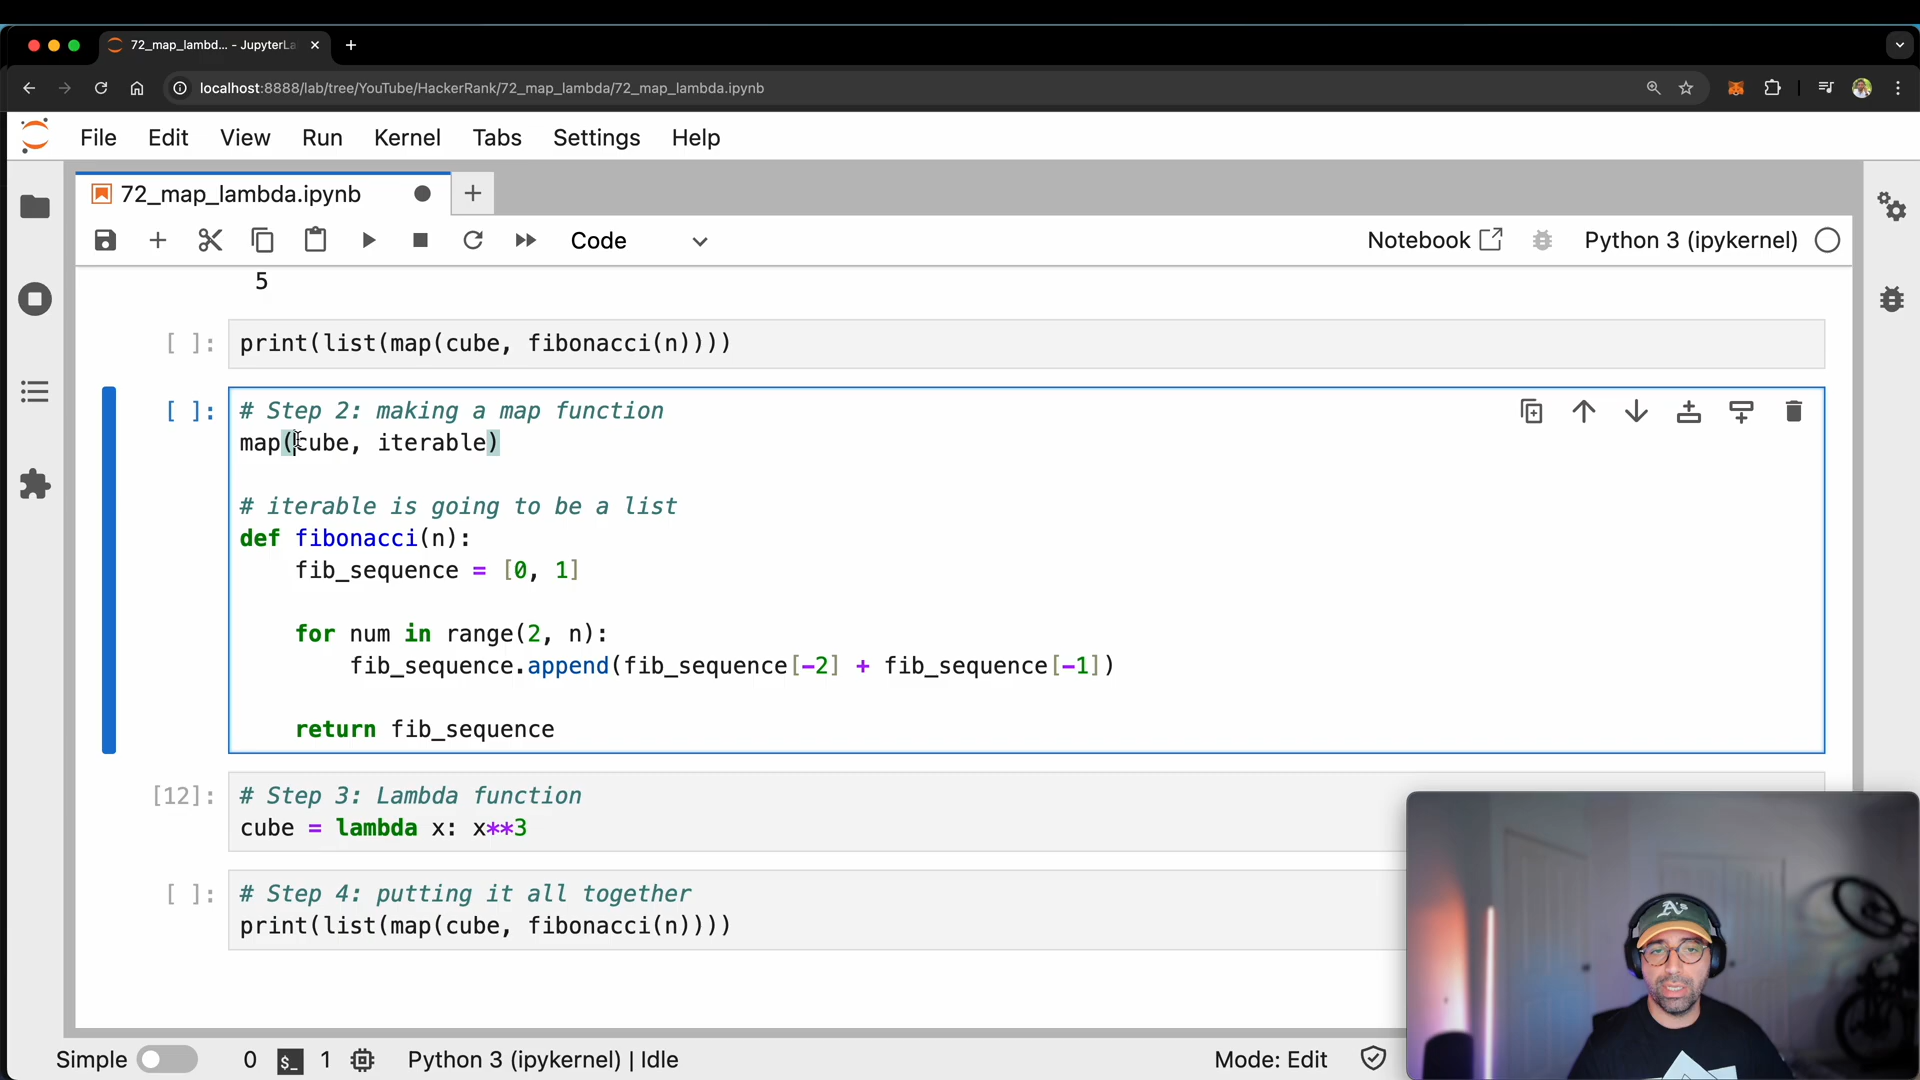 72_map_lambd... - JupyterLa
localhost:8888/lab/tree/YouTube/HackerRank/72_map_lambda/72_map_lambda.ipynb
File Edit View Run Kernel Tabs Settings Help
72_map_lambda.ipynb
Code Notebook Python 3 (ipykernel)
5
[ ]: print(list(map(cube, fibonacci(n))))
[ ]: # Step 2: making a map function
map(cube, iterable)
# iterable is going to be a list
def fibonacci(n):
fib_sequence = [0, 1]
for num in range(2, n):
fib_sequence.append(fib_sequence[-2] + fib_sequence[-1])
return fib_sequence
[12]: # Step 3: Lambda function
cube = lambda x: x**3
[ ]: # Step 4: putting it all together
print(list(map(cube, fibonacci(n))))
A's
Simple 0 $_ 1 Python 3 (ipykernel) | Idle Mode: Edit